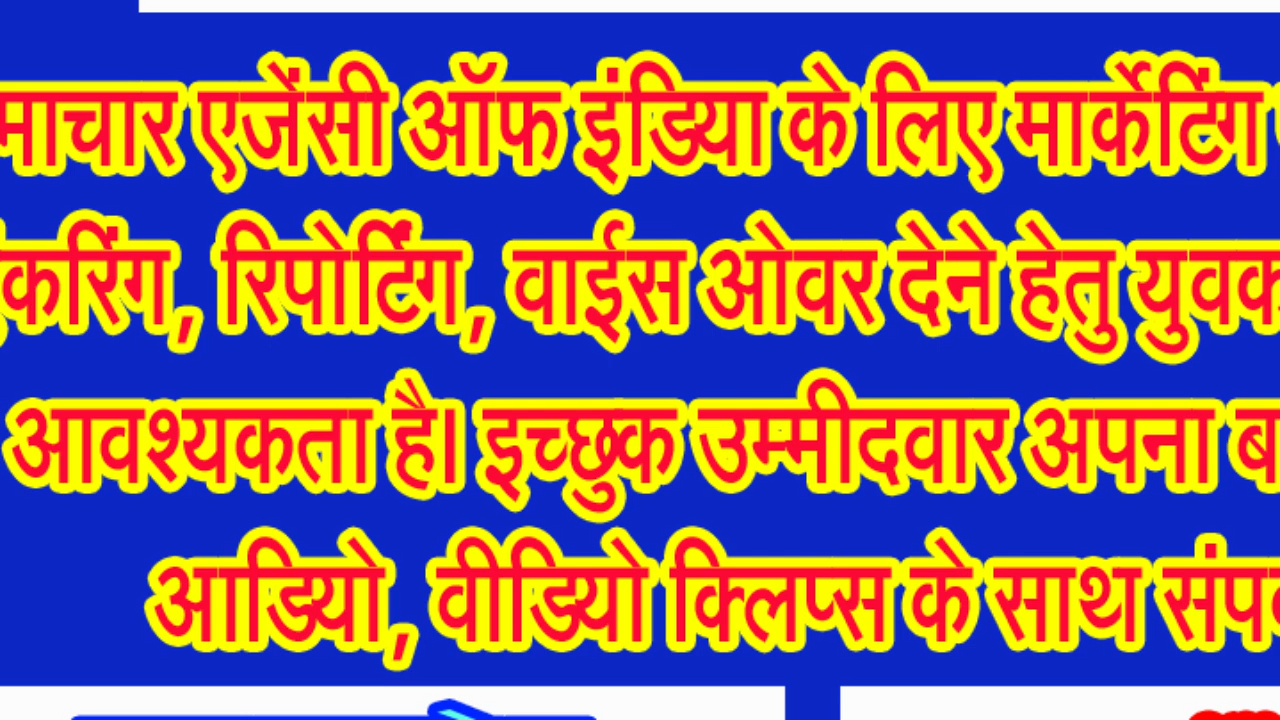 माचार एजेंसी ऑफ इंडिया के लिए मार्केटिंग
करिंग, रिपोर्टिंग, वाईस ओवर देने हेतु युवक
आवश्यकता है। इच्छुक उम्मीदवार अपना
आडियो, वीडियो क्लिप्स के साथ